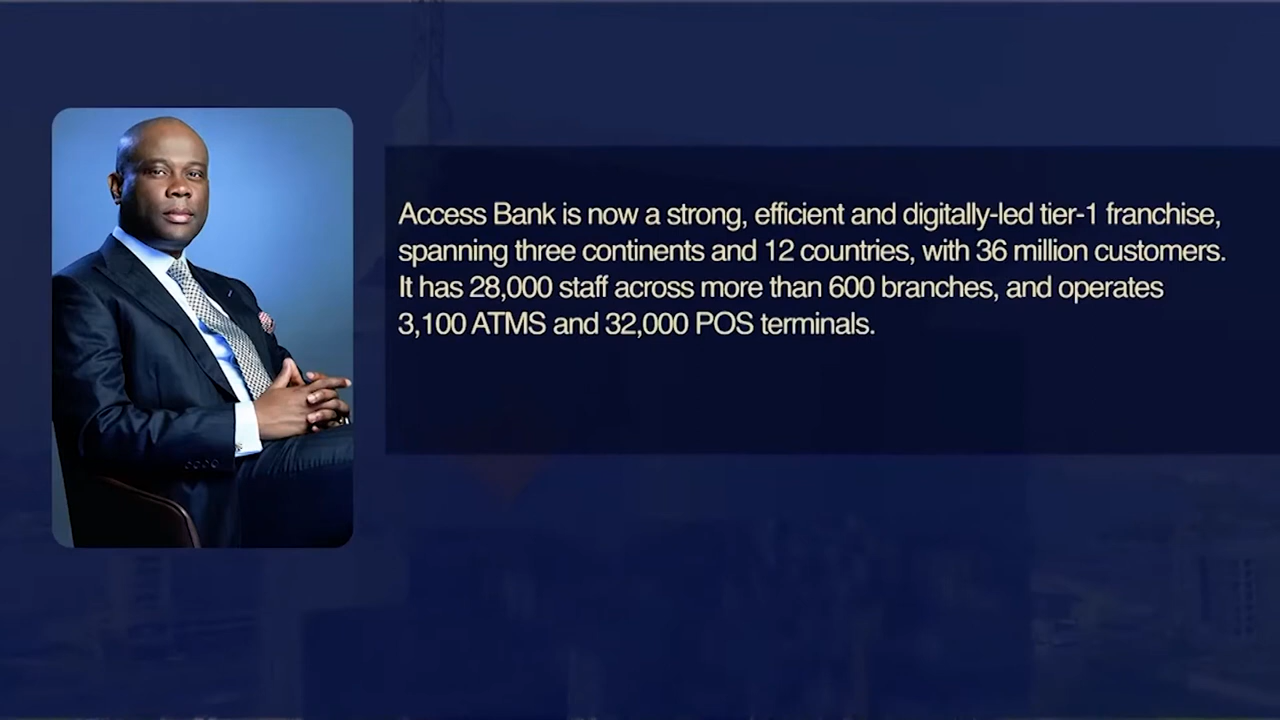 Access Bank is now a strong, efficient and digitally-led tier-1 franchise,
spanning three continents and 12 countries, with 36 million customers.
It has 28,000 staff across more than 600 branches, and operates
3,100 ATMS and 32,000 POS terminals.